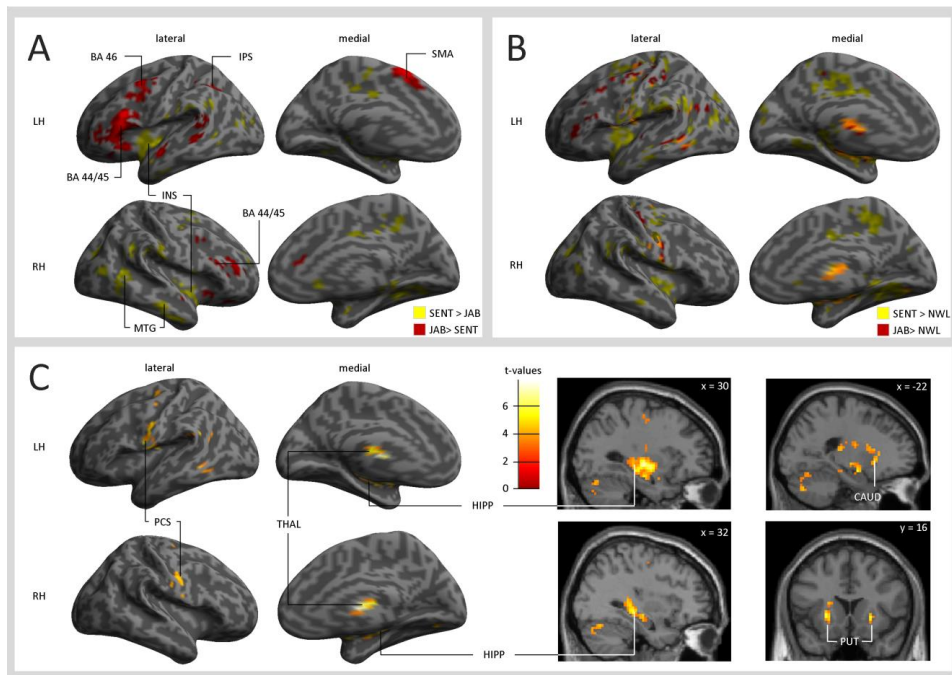 A
lateral
medial
BA 46
IPS
SMA
LH
BA 44/45
INS
BA 44/45
RH
MTG
SENT > JAB
JAB> SENT
B
lateral
medial
LH
RH
SENT > NWL
JAB> NWL
C
lateral
medial
LH
PCS
THAL
HIPP
RH
HIPP
t-values
6
4
2
0
x = 30
x = -22
CAUD
x = 32
y = 16
PUT